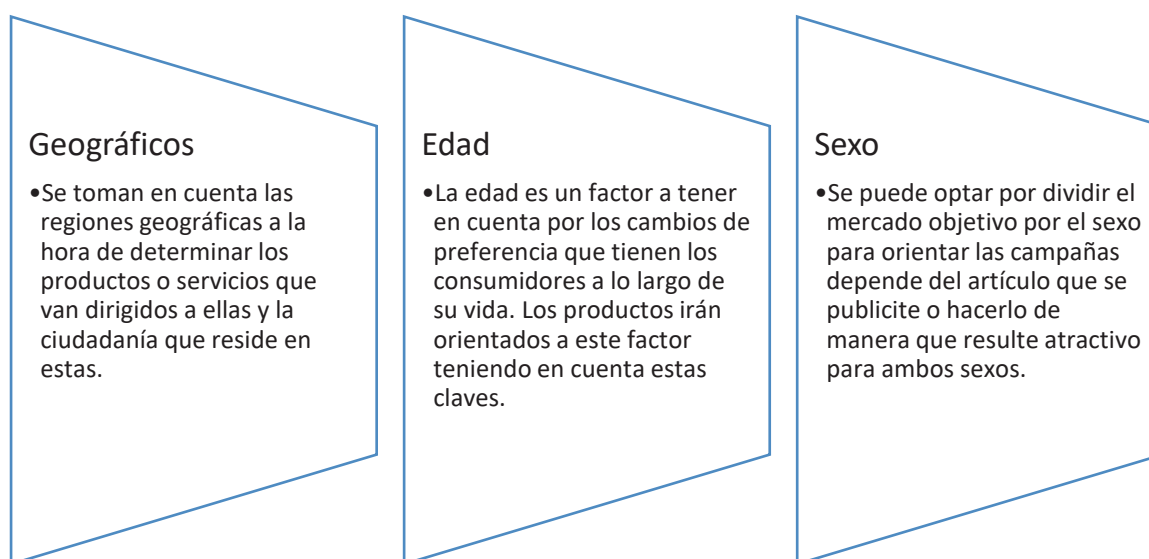 Geográficos
•Se toman en cuenta las
regiones geográficas a la
hora de determinar los
productos o servicios que
van dirigidos a ellas y la
ciudadanía que reside en
estas.
Edad
•La edad es un factor a tener
en cuenta por los cambios de
preferencia que tienen los
consumidores a lo largo de
su vida. Los productos irán
orientados a este factor
teniendo en cuenta estas
claves.
Sexo
•Se puede optar por dividir el
mercado objetivo por el sexo
para orientar las campañas
depende del artículo que se
publicite o hacerlo de
manera que resulte atractivo
para ambos sexos.